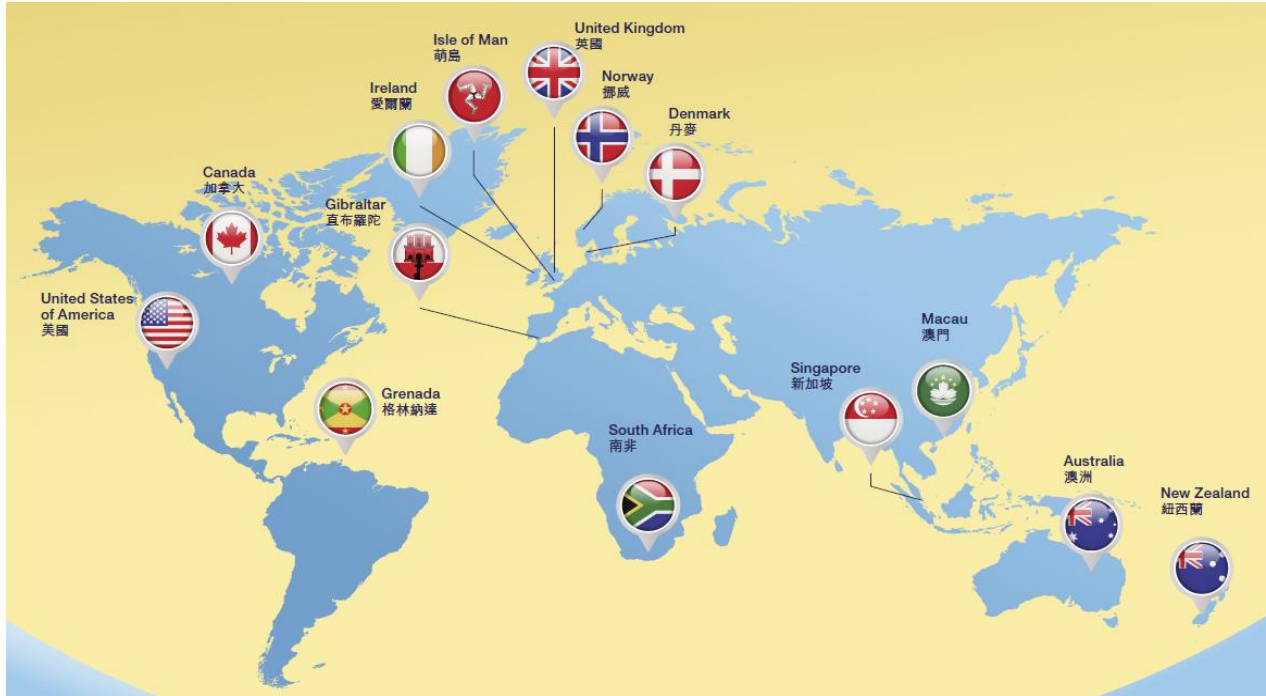 United Kingdom
英國
Isle of Man
萌島
Norway
挪威
Ireland
愛爾蘭
Denmark
丹麥
Canada
加拿大
Gibraltar
直布羅陀
United States
of America
美國
Macau
澳門
Singapore
新加坡
Grenada
格林納達
South Africa
南非
Australia
澳洲
New Zealand
紐西蘭